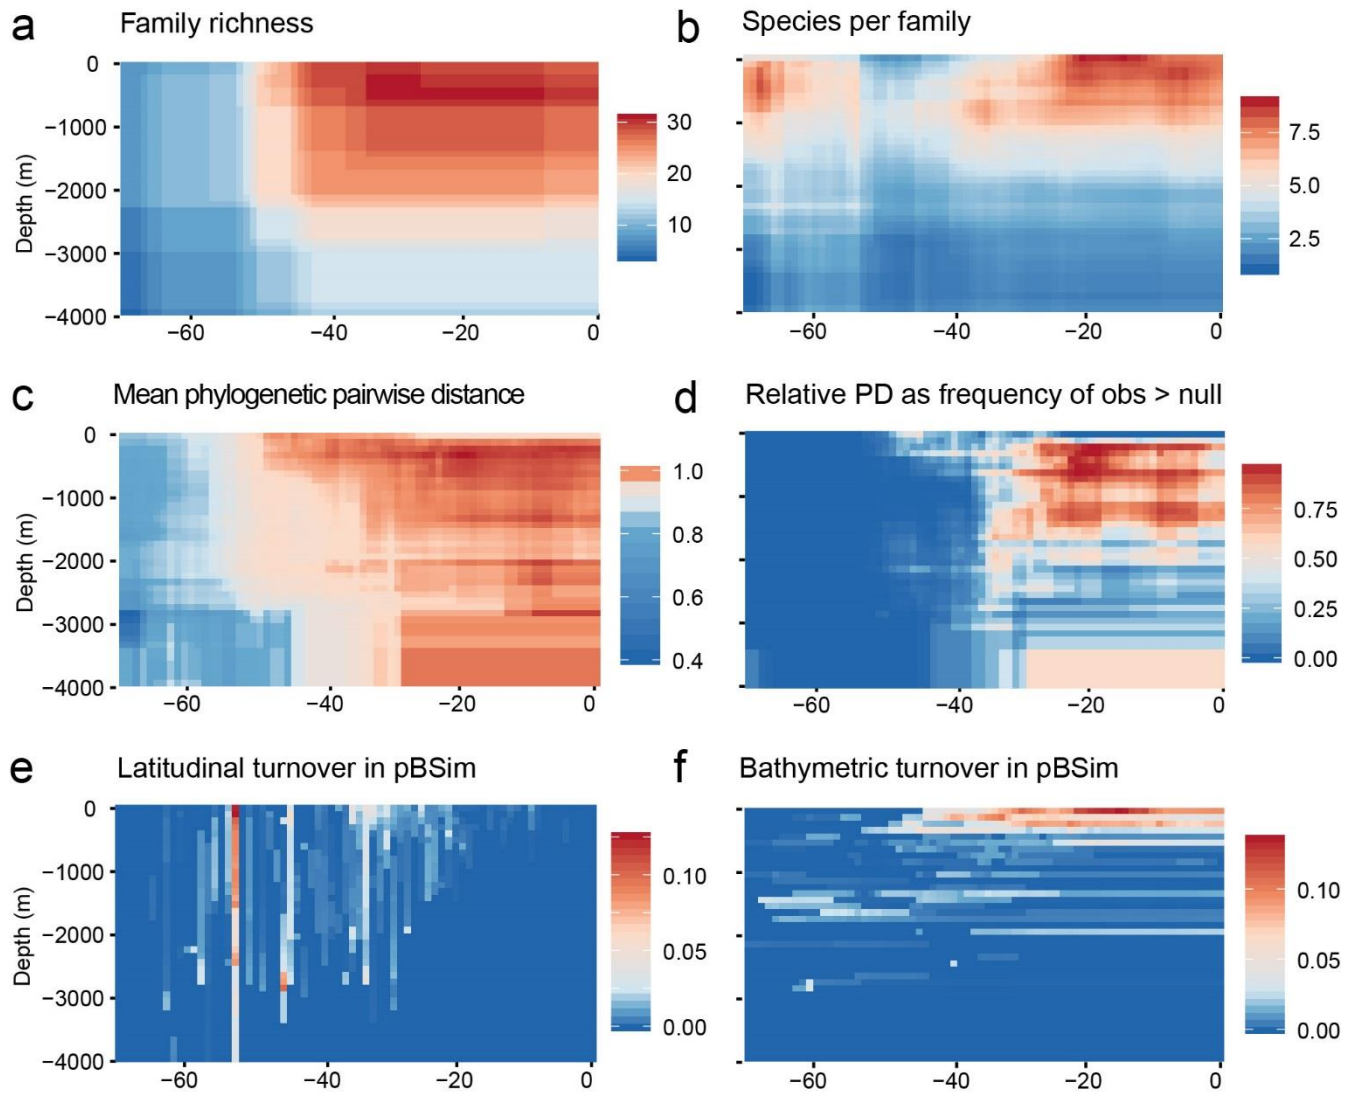 a Family richness
b Species per family
Depth (m)
0
−1000
−2000
−3000
−4000
−60 −40 −20 0
30
20
10
−60 −40 −20 0
7.5
5.0
2.5
c Mean phylogenetic pairwise distance
d Relative PD as frequency of obs > null
Depth (m)
0
−1000
−2000
−3000
−4000
−60 −40 −20 0
1.0
0.8
0.6
0.4
−60 −40 −20 0
0.75
0.50
0.25
0.00
e Latitudinal turnover in pBSim
f Bathymetric turnover in pBSim
Depth (m)
0
−1000
−2000
−3000
−4000
−60 −40 −20 0
0.10
0.05
0.00
−60 −40 −20 0
0.10
0.05
0.00